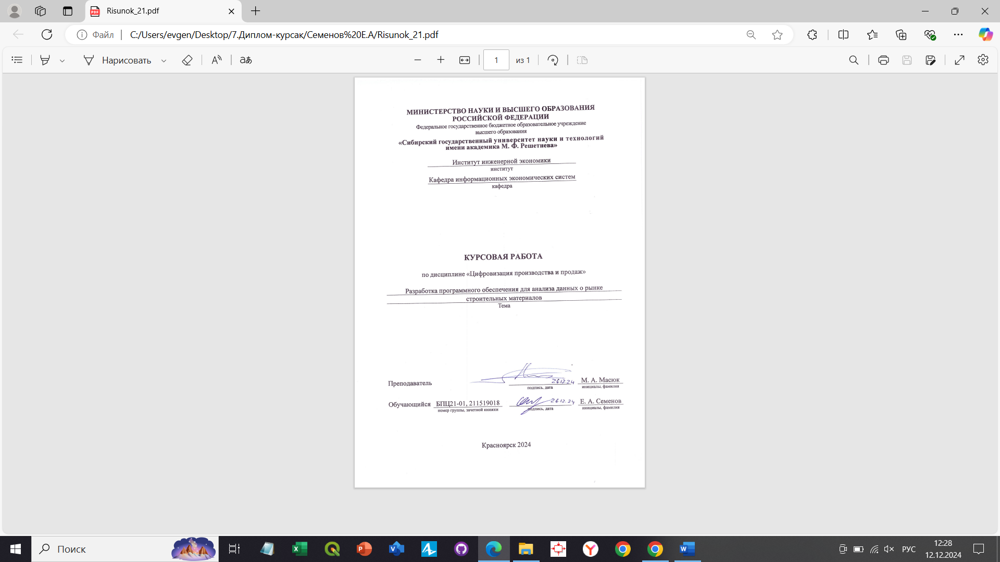 Risunok_21.pdf
Файл
C:/Users/evgen/Desktop/7.Диплом-курсак/Семенов%20Е.А/Risunok_21.pdf
Нарисовать
1
из 1
МИНИСТЕРСТВО НАУКИ И ВЫСШЕГО ОБРАЗОВАНИЯ
РОССИЙСКОЙ ФЕДЕРАЦИИ
Федеральное государственное бюджетное образовательное учреждение
высшего образования
«Сибирский государственный университет науки и технологий
имени академика М. Ф. Решетнева»
Институт инженерной экономики
институт
Кафедра информационных экономических систем
кафедра
КУРСОВАЯ РАБОТА
по дисциплине «Цифровизация производства и продаж»
Разработка программного обеспечения для анализа данных о рынке
строительных материалов
Тема
Преподаватель 26.12.24 М. А. Масюк
подпись, дата инициалы, фамилия
Обучающийся БПЦ21-01, 211519018 26.12.24 Е. А. Семенов
номер группы, зачетной книжки подпись, дата инициалы, фамилия
Красноярск 2024
Поиск
РУС
12:28
12.12.2024